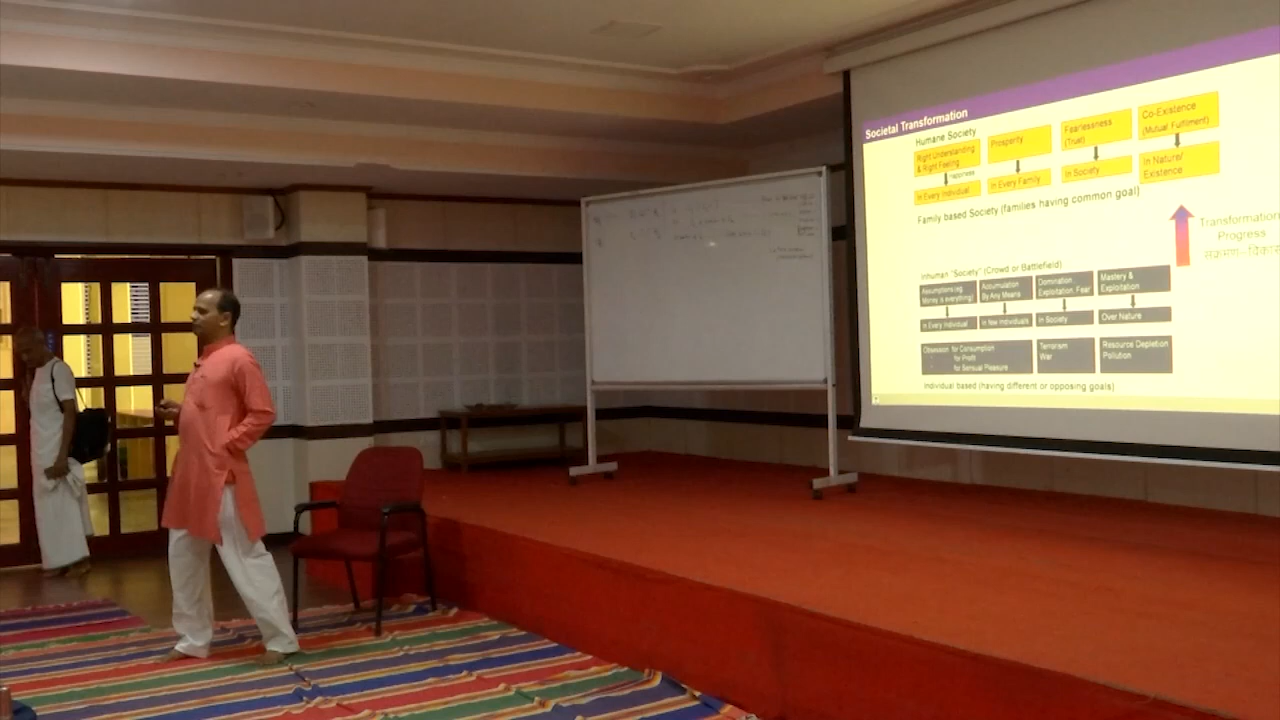 Societal Transformation
Humane Society
Right Understanding
& Right Feeling
Prosperity
Fearlessness
(Trust)
Co-Existence
(Mutual Fulfilment)
Happiness
In Every Individual
In Every Family
In Society
In Nature/
Existence
Family based Society (families having common goal)
Transformation
Progress
Inhuman "Society" (Crowd or Battlefield)
Assumptions (eg.
Money is everything)
Accumulation
By Any Means
Domination,
Exploitation, Fear
Mastery &
Exploitation
In Every Individual
In few Individuals
In Society
Over Nature
Obsession for Consumption
for Profit
for Sensual Pleasure
Terrorism
War
Resource Depletion
Pollution
Individual based (having different or opposing goals)